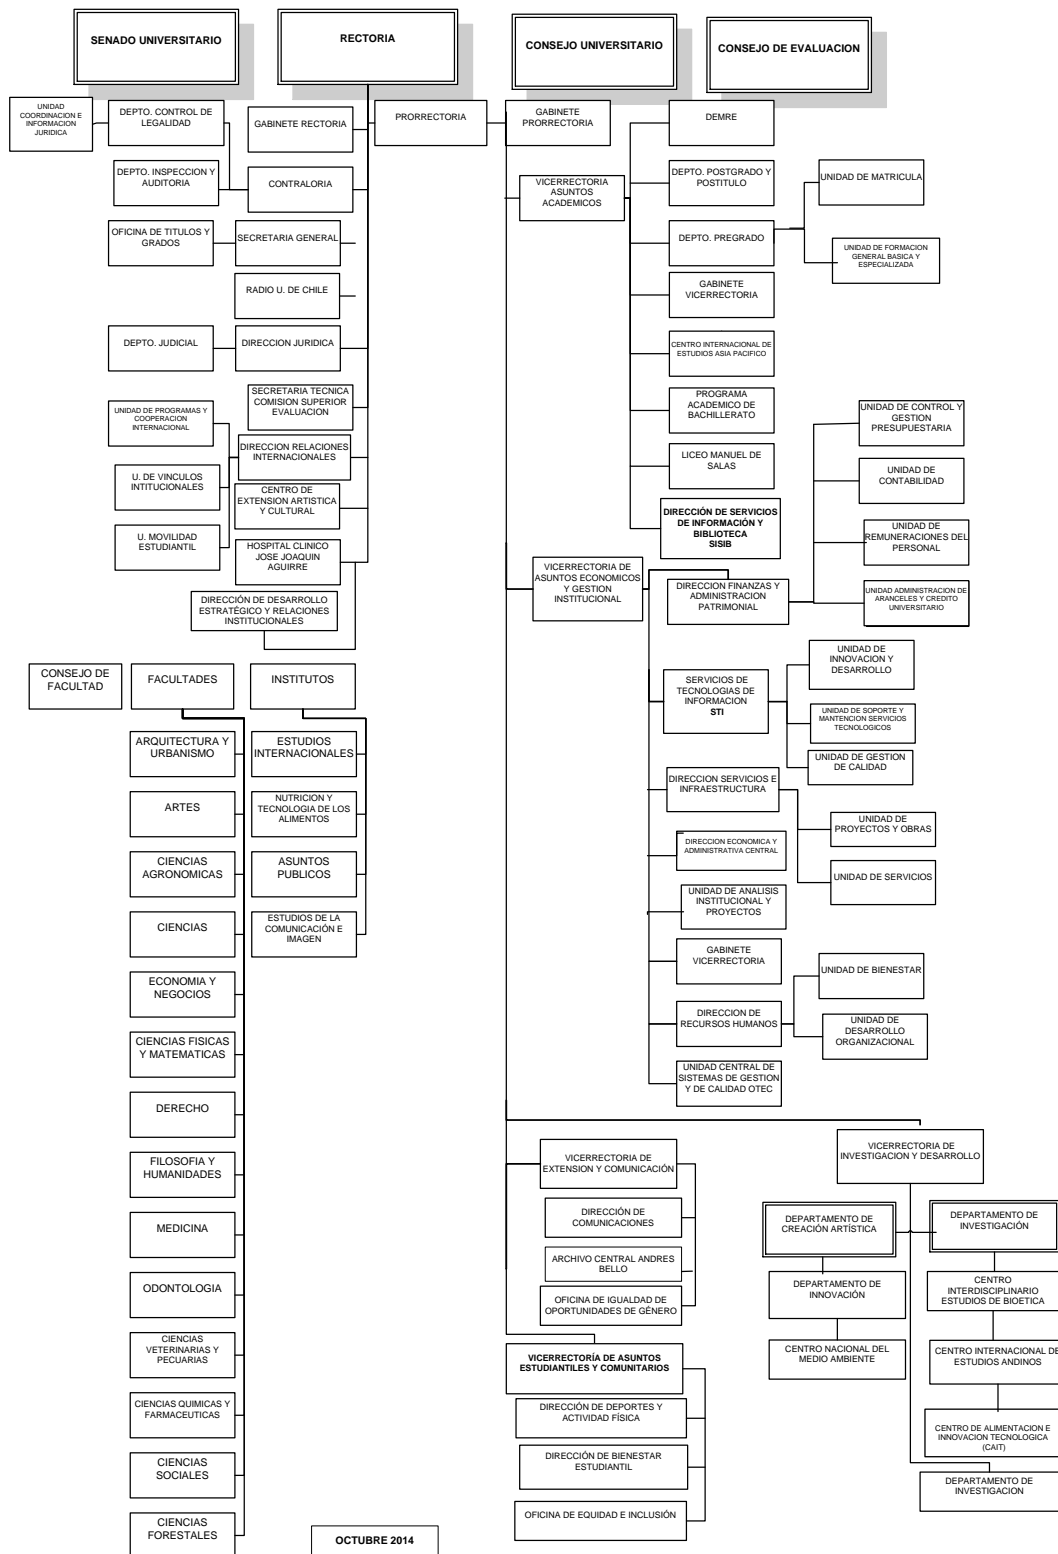 SENADO UNIVERSITARIO
RECTORIA
CONSEJO UNIVERSITARIO
CONSEJO DE EVALUACION
UNIDAD
COORDINACION E
INFORMACION
JURIDICA
DEPTO. CONTROL DE
LEGALIDAD
GABINETE RECTORIA
PRORRECTORIA
GABINETE
PRORRECTORIA
DEMRE
DEPTO. INSPECCION Y
AUDITORIA
CONTRALORIA
VICERRECTORIA
ASUNTOS
ACADEMICOS
DEPTO. POSTGRADO Y
POSTITULO
UNIDAD DE MATRICULA
OFICINA DE TITULOS Y
GRADOS
SECRETARIA GENERAL
DEPTO. PREGRADO
UNIDAD DE FORMACION
GENERAL BASICA Y
ESPECIALIZADA
RADIO U. DE CHILE
GABINETE
VICERRECTORIA
DEPTO. JUDICIAL
DIRECCION JURIDICA
CENTRO INTERNACIONAL DE
ESTUDIOS ASIA PACIFICO
SECRETARIA TECNICA
COMISION SUPERIOR
EVALUACION
PROGRAMA
ACADEMICO DE
BACHILLERATO
UNIDAD DE PROGRAMAS Y
COOPERACION
INTERNACIONAL
UNIDAD DE CONTROL Y
GESTION
PRESUPUESTARIA
DIRECCION RELACIONES
INTERNACIONALES
LICEO MANUEL DE
SALAS
U. DE VINCULOS
INTITUCIONALES
UNIDAD DE
CONTABILIDAD
CENTRO DE
EXTENSION ARTISTICA
Y CULTURAL
DIRECCIÓN DE SERVICIOS
DE INFORMACIÓN Y
BIBLIOTECA
SISIB
U. MOVILIDAD
ESTUDIANTIL
UNIDAD DE
REMUNERACIONES DEL
PERSONAL
HOSPITAL CLINICO
JOSE JOAQUIN
AGUIRRE
VICERRECTORIA DE
ASUNTOS ECONOMICOS
Y GESTION
INSTITUCIONAL
DIRECCION FINANZAS Y
ADMINISTRACION
PATRIMONIAL
UNIDAD ADMINISTRACION DE
ARANCELES Y CREDITO
UNIVERSITARIO
DIRECCIÓN DE DESARROLLO
ESTRATÉGICO Y RELACIONES
INSTITUCIONALES
CONSEJO DE
FACULTAD
FACULTADES
INSTITUTOS
SERVICIOS DE
TECNOLOGIAS DE
INFORMACION
STI
UNIDAD DE
INNOVACION Y
DESARROLLO
UNIDAD DE SOPORTE Y
MANTENCION SERVICIOS
TECNOLOGICOS
ARQUITECTURA Y
URBANISMO
ESTUDIOS
INTERNACIONALES
UNIDAD DE GESTION
DE CALIDAD
DIRECCION SERVICIOS E
INFRAESTRUCTURA
ARTES
NUTRICION Y
TECNOLOGIA DE LOS
ALIMENTOS
UNIDAD DE
PROYECTOS Y OBRAS
DIRECCION ECONOMICA Y
ADMINISTRATIVA CENTRAL
CIENCIAS
AGRONOMICAS
ASUNTOS
PUBLICOS
UNIDAD DE SERVICIOS
UNIDAD DE ANALISIS
INSTITUCIONAL Y
PROYECTOS
CIENCIAS
ESTUDIOS DE LA
COMUNICACIÓN E
IMAGEN
GABINETE
VICERRECTORIA
UNIDAD DE BIENESTAR
ECONOMIA Y
NEGOCIOS
DIRECCION DE
RECURSOS HUMANOS
UNIDAD DE
DESARROLLO
ORGANIZACIONAL
CIENCIAS FISICAS
Y MATEMATICAS
UNIDAD CENTRAL DE
SISTEMAS DE GESTION
Y DE CALIDAD OTEC
DERECHO
FILOSOFIA Y
HUMANIDADES
VICERRECTORIA DE
EXTENSION Y COMUNICACIÓN
VICERRECTORIA DE
INVESTIGACION Y DESARROLLO
MEDICINA
DIRECCIÓN DE
COMUNICACIONES
DEPARTAMENTO DE
CREACIÓN ARTÍSTICA
DEPARTAMENTO DE
INVESTIGACIÓN
ARCHIVO CENTRAL ANDRES
BELLO
ODONTOLOGIA
OFICINA DE IGUALDAD DE
OPORTUNIDADES DE GÉNERO
DEPARTAMENTO DE
INNOVACIÓN
CENTRO
INTERDISCIPLINARIO
ESTUDIOS DE BIOETICA
CIENCIAS
VETERINARIAS Y
PECUARIAS
VICERRECTORÍA DE ASUNTOS
ESTUDIANTILES Y COMUNITARIOS
CENTRO NACIONAL DEL
MEDIO AMBIENTE
CENTRO INTERNACIONAL DE
ESTUDIOS ANDINOS
CIENCIAS QUIMICAS Y
FARMACEUTICAS
DIRECCIÓN DE DEPORTES Y
ACTIVIDAD FÍSICA
CENTRO DE ALIMENTACION E
INNOVACION TECNOLOGICA
(CAIT)
CIENCIAS
SOCIALES
DIRECCIÓN DE BIENESTAR
ESTUDIANTIL
DEPARTAMENTO DE
INVESTIGACION
CIENCIAS
FORESTALES
OFICINA DE EQUIDAD E INCLUSIÓN
OCTUBRE 2014